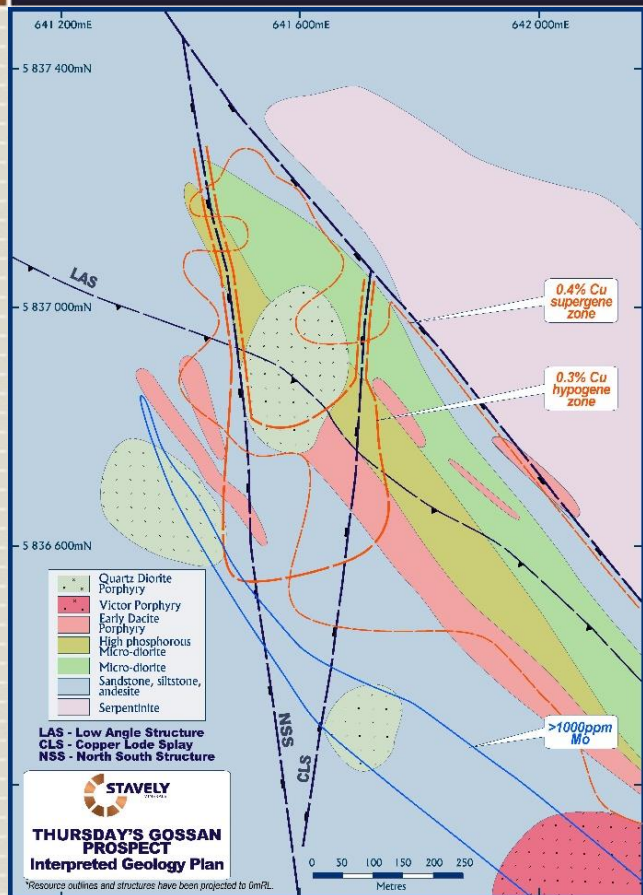 641 200mE
641 600mE
642 000mE
5 837 400mN
LAS
5 837 000mN
0.4% Cu
supergene
zone
0.3% Cu
hypogene
zone
5 836 600mN
Quartz Diorite
Porphyry
Victor Porphyry
Early Dacite
Porphyry
High phosphorous
Micro-diorite
Micro-diorite
Sandstone, siltstone,
andesite
Serpentinite
LAS - Low Angle Structure
CLS - Copper Lode Splay
NSS - North South Structure
NSS
CLS
>1000ppm
Mo
STAVELY
MINERALS
THURSDAY'S GOSSAN
PROSPECT
Interpreted Geology Plan
*Resource outlines and structures have been projected to 0mRL.
0 50 100 150 200 250
Metres